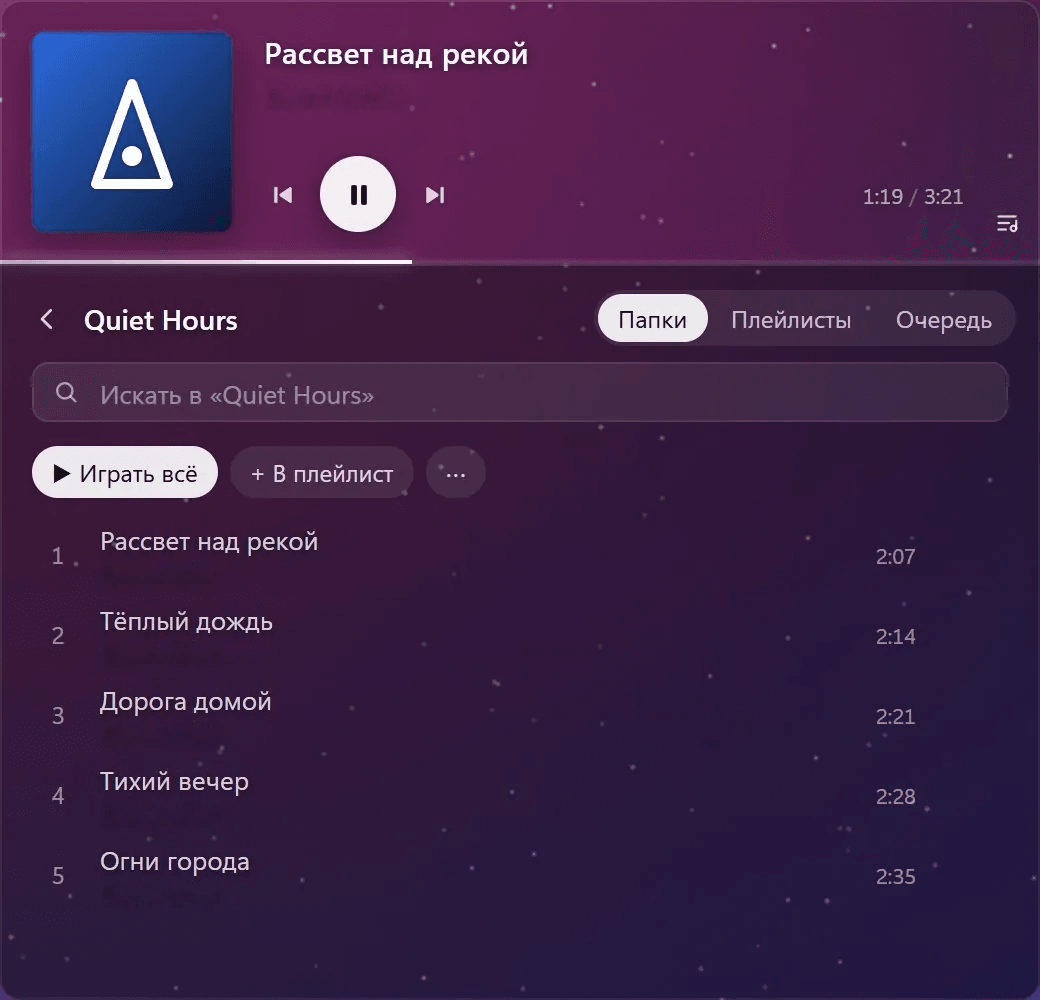 Рассвет над рекой
1:19 / 3:21
Quiet Hours
Папки Плейлисты Очередь
Искать в «Quiet Hours»
Играть всё + В плейлист ...
1 Рассвет над рекой 2:07
2 Тёплый дождь 2:14
3 Дорога домой 2:21
4 Тихий вечер 2:28
5 Огни города 2:35